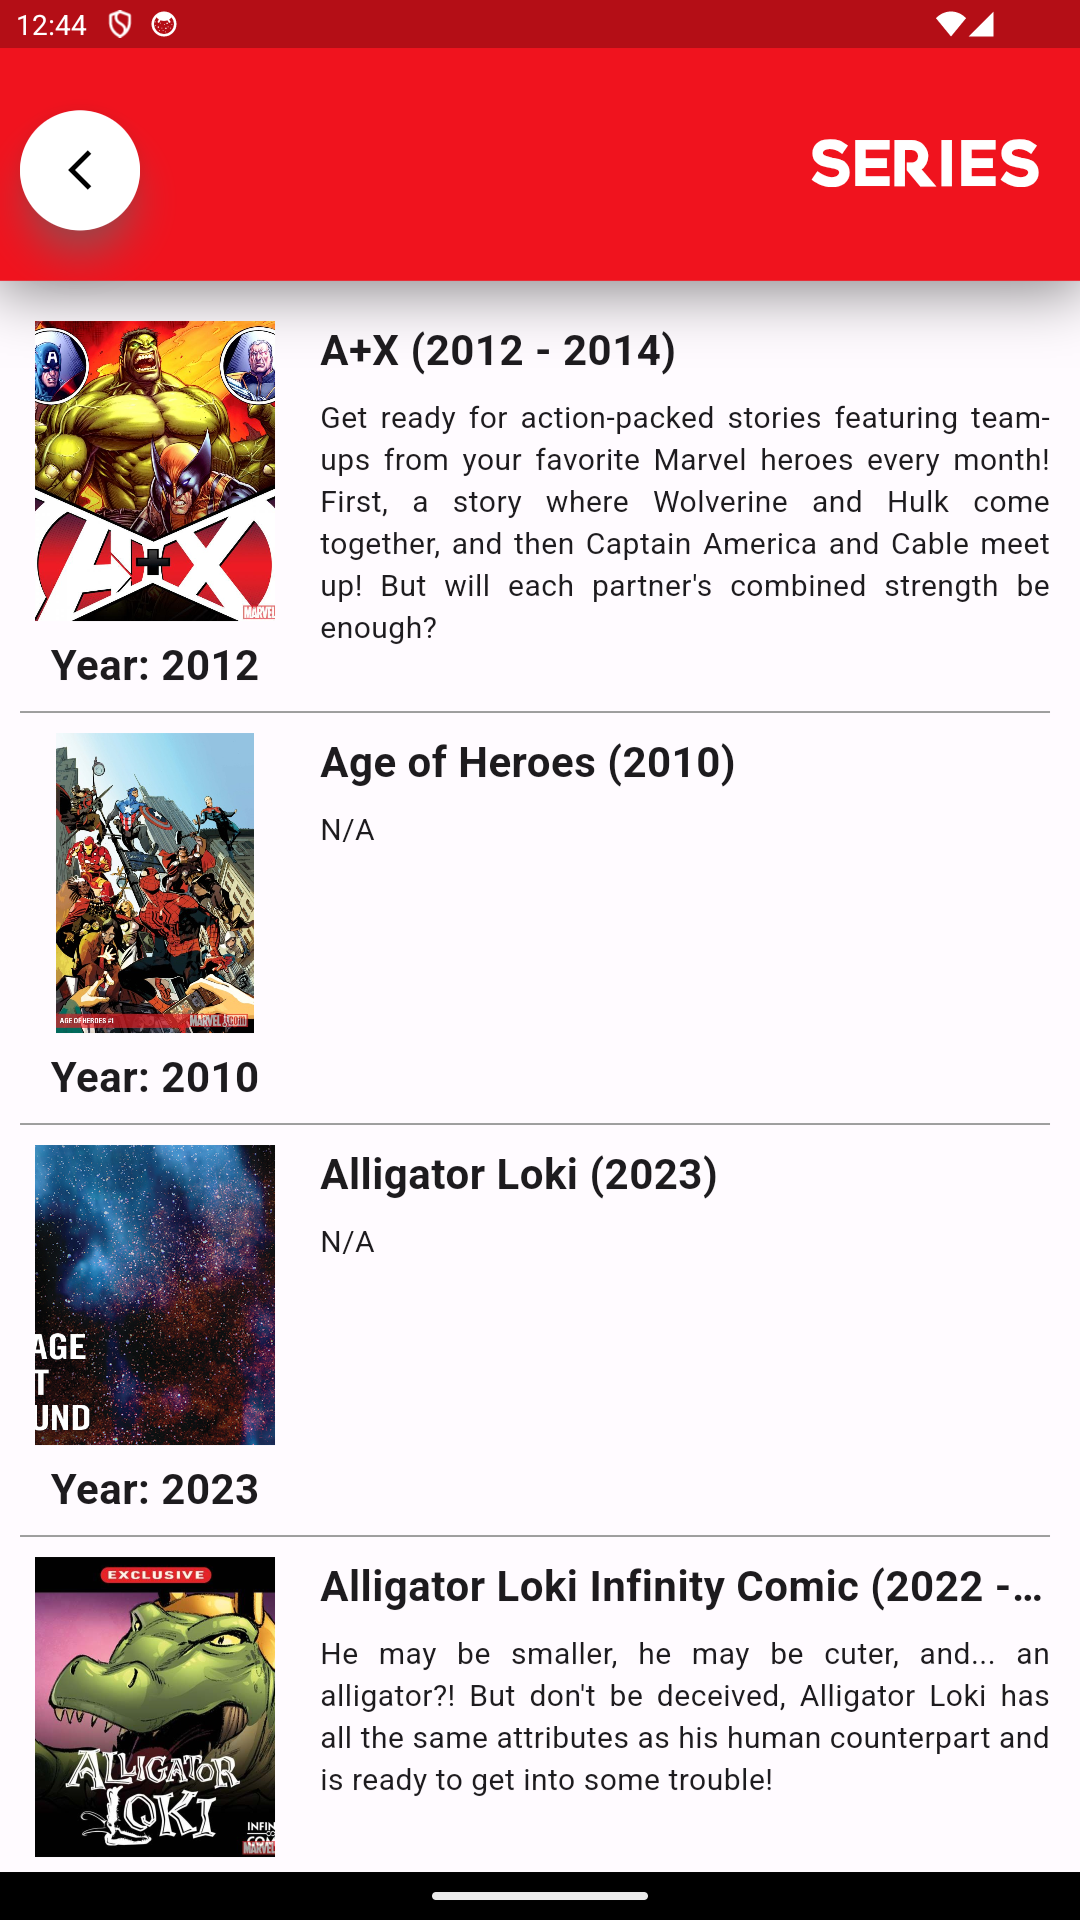 12:44
SERIES
A
A+X
MARVEL
A+X (2012 - 2014)
Get ready for action-packed stories featuring team-
ups from your favorite Marvel heroes every month!
First, a story where Wolverine and Hulk come
together, and then Captain America and Cable meet
up! But will each partner's combined strength be
enough?
Year: 2012
AGE OF HEROES #1
MARVEL.COM
Age of Heroes (2010)
N/A
Year: 2010
AGE
T
UND
Alligator Loki (2023)
N/A
Year: 2023
EXCLUSIVE
ALLIGATOR
LOKI
INFIN
COM
MARVEL
Alligator Loki Infinity Comic (2022 -...
He may be smaller, he may be cuter, and... an
alligator?! But don't be deceived, Alligator Loki has
all the same attributes as his human counterpart and
is ready to get into some trouble!